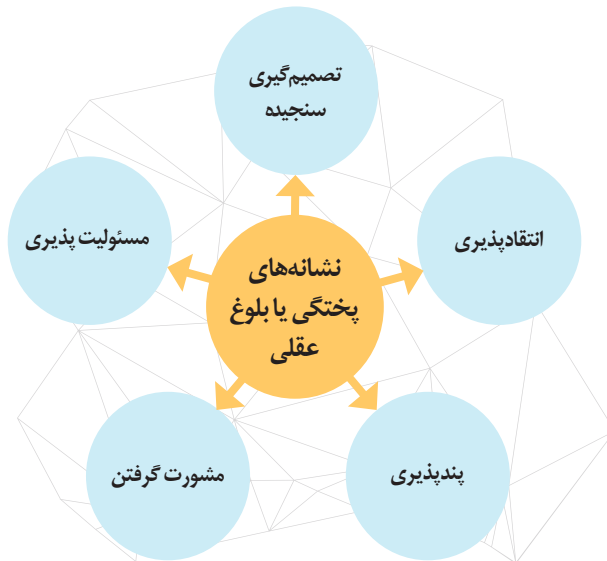 تصمیم‌گیری
سنجیده
انتقادپذیری
مسئولیت پذیری
نشانه‌های
پختگی یا بلوغ
عقلی
پندپذیری
مشورت گرفتن